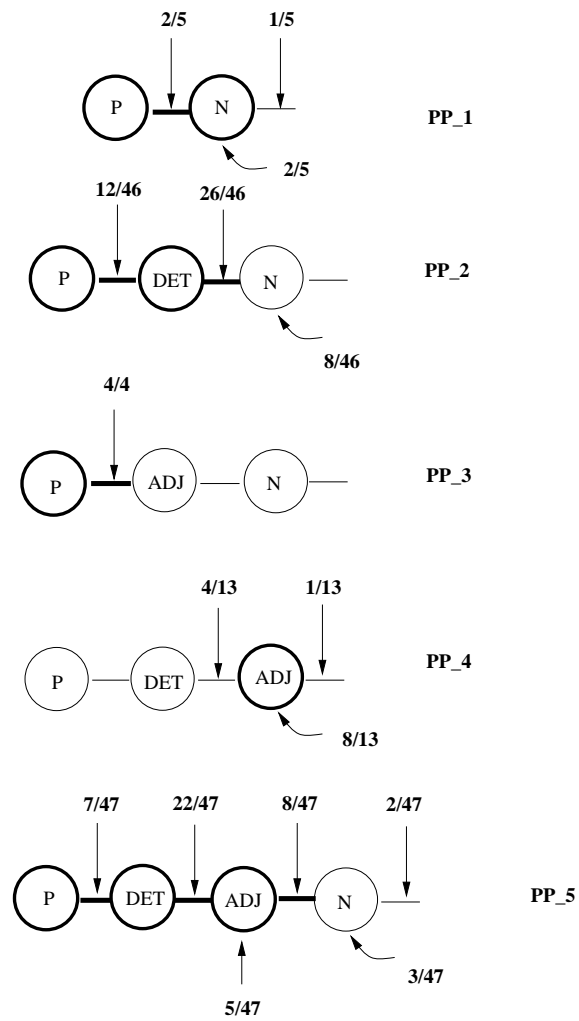 2/5 1/5
P N PP_1
2/5
12/46 26/46
P DET N PP_2
8/46
4/4
P ADJ N PP_3
4/13 1/13
P DET ADJ PP_4
8/13
7/47 22/47 8/47 2/47
P DET ADJ N PP_5
3/47
5/47